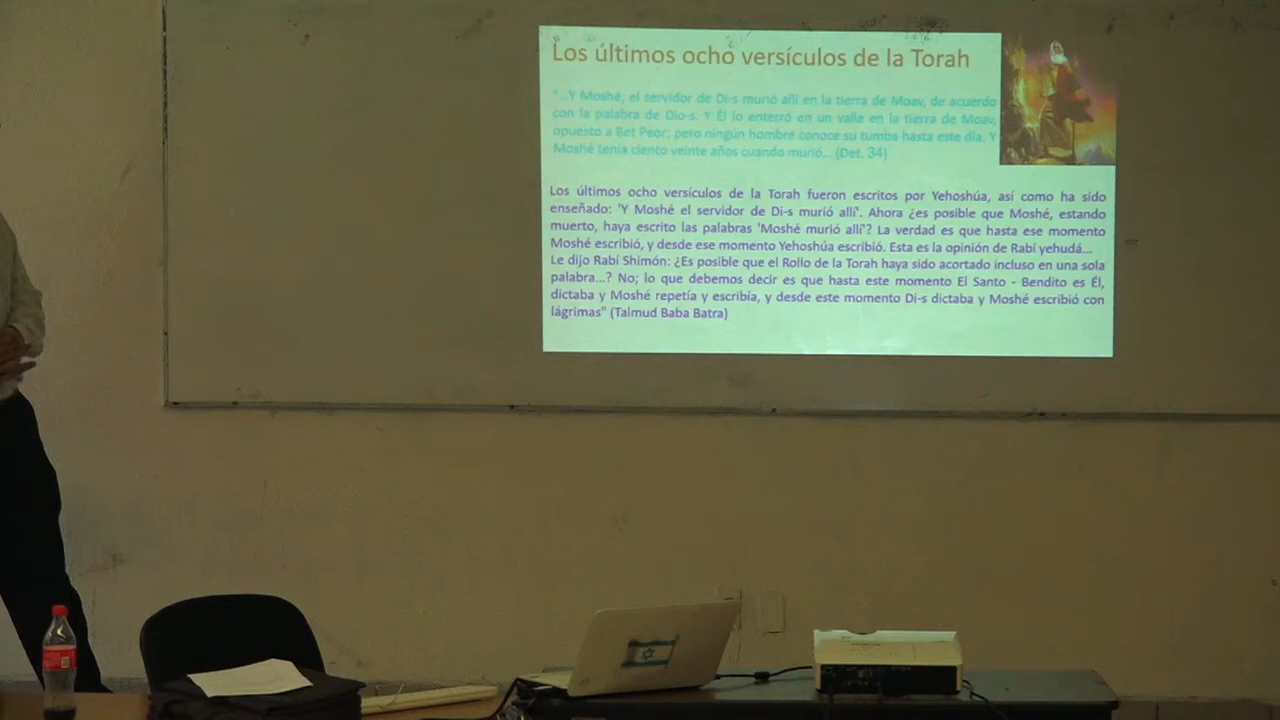 Los últimos ocho versículos de la Torah
"...Y Moshé, el servidor de Di-s murió allí en la tierra de Moav, de acuerdo
con la palabra de Dio-s. Y Él lo enterró en un valle en la tierra de Moav,
opuesto a Bet Peor; pero ningún hombre conoce su tumba hasta este día. Y
Moshé tenía ciento veinte años cuando murió... (Det. 34)
Los últimos ocho versículos de la Torah fueron escritos por Yehoshúa, así como ha sido
enseñado: 'Y Moshé el servidor de Di-s murió allí'. Ahora ¿es posible que Moshé, estando
muerto, haya escrito las palabras 'Moshé murió allí'? La verdad es que hasta ese momento
Moshé escribió, y desde ese momento Yehoshúa escribió. Esta es la opinión de Rabí yehudá...
Le dijo Rabí Shimón: ¿Es posible que el Rollo de la Torah haya sido acortado incluso en una sola
palabra...? No; lo que debemos decir es que hasta este momento El Santo - Bendito es Él,
dictaba y Moshé repetía y escribía, y desde este momento Di-s dictaba y Moshé escribió con
lágrimas" (Talmud Baba Batra)